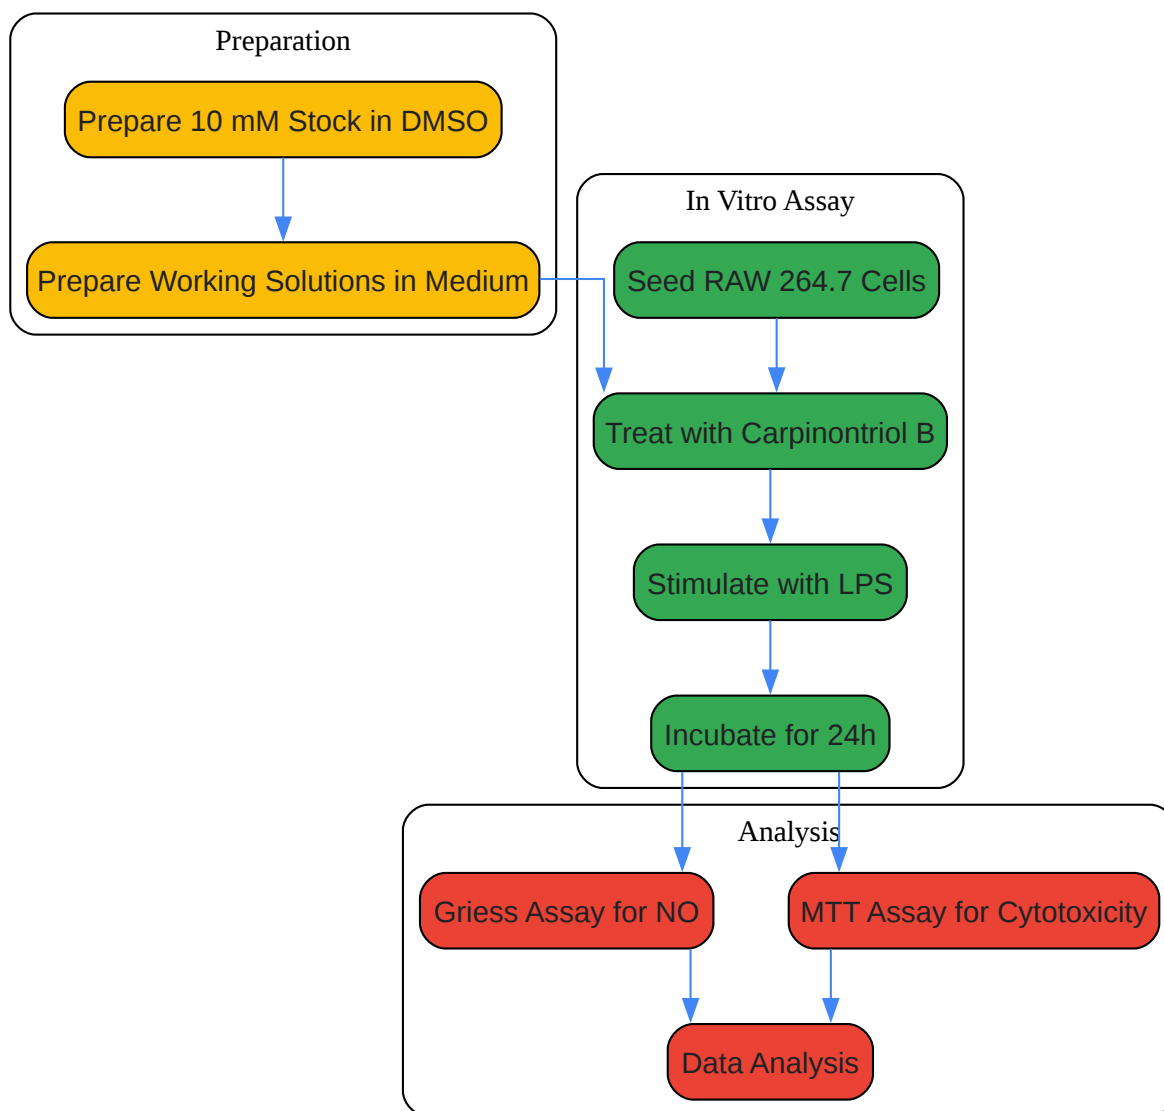 Preparation
Prepare 10 mM Stock in DMSO
Prepare Working Solutions in Medium
In Vitro Assay
Seed RAW 264.7 Cells
Treat with Carpinontriol B
Stimulate with LPS
Incubate for 24h
Analysis
Griess Assay for NO
MTT Assay for Cytotoxicity
Data Analysis